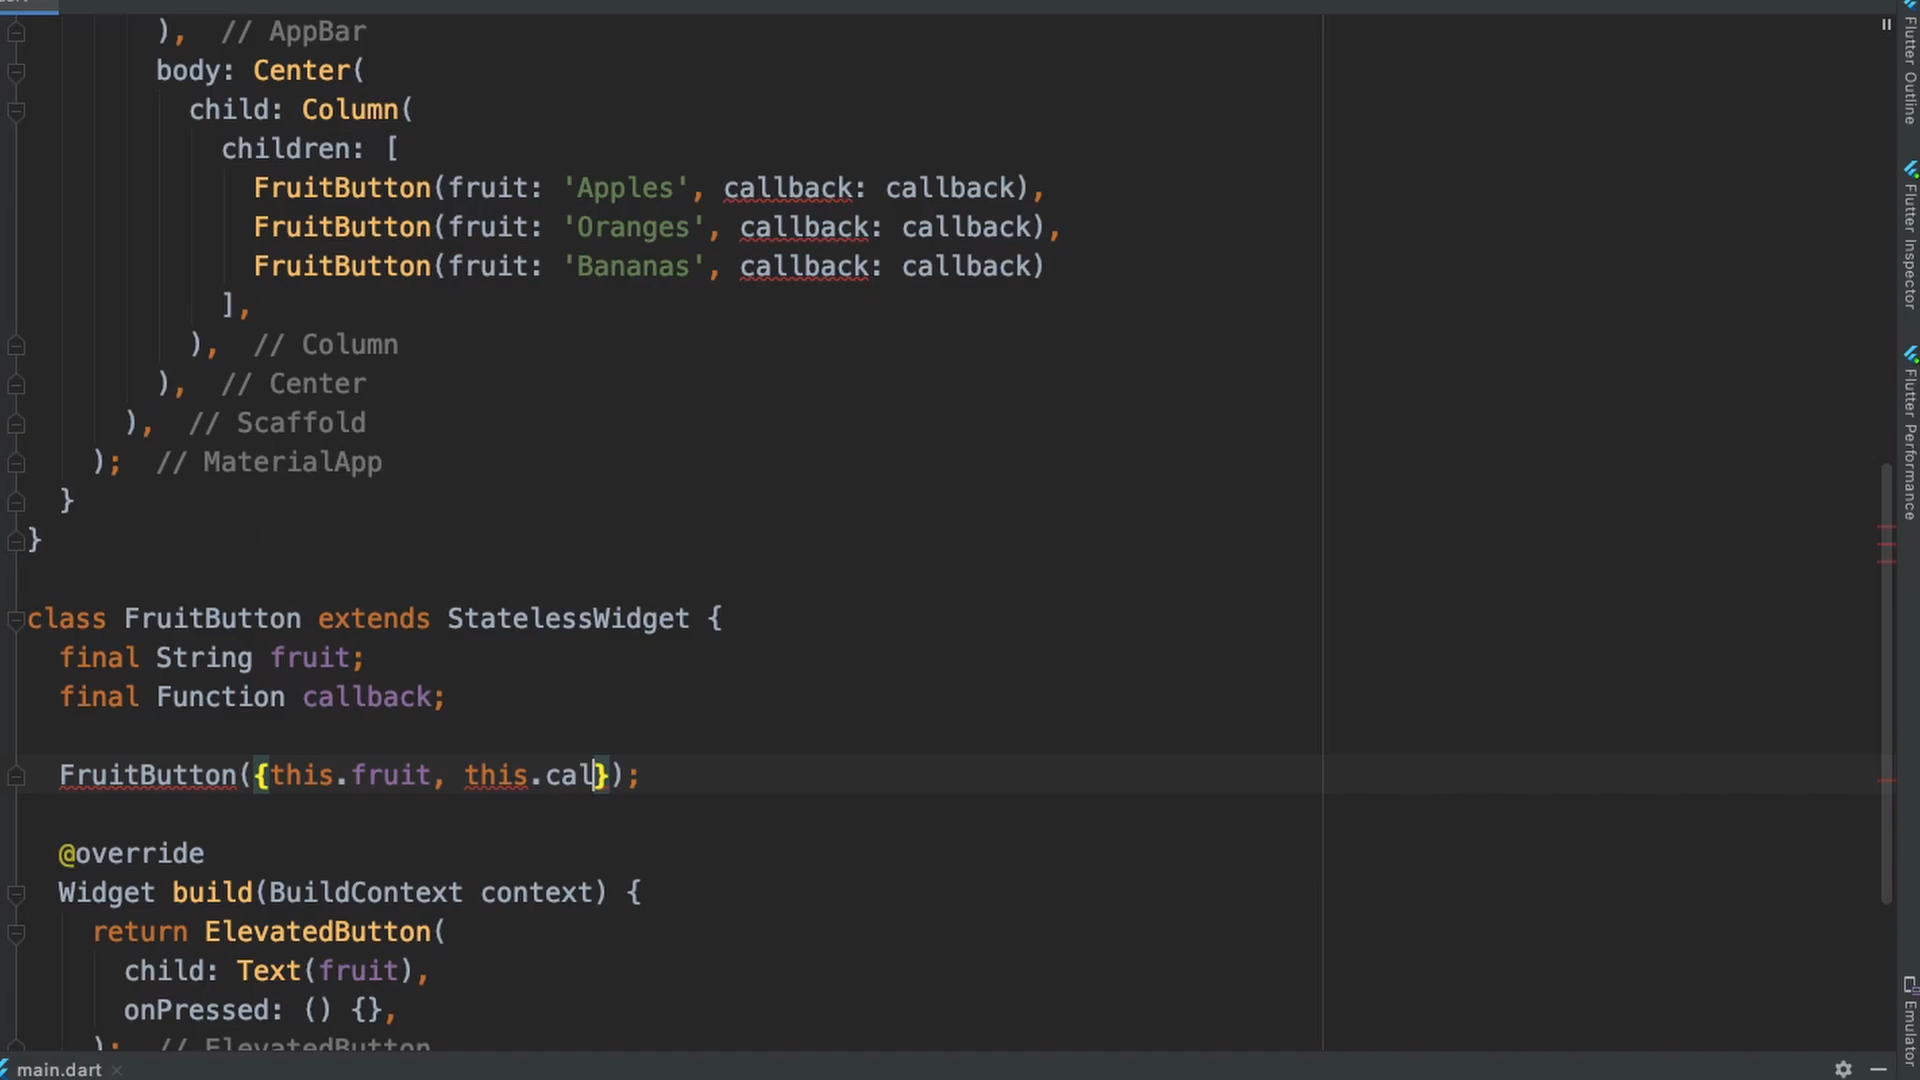 ), // AppBar
body: Center(
child: Column(
children: [
FruitButton(fruit: 'Apples', callback: callback),
FruitButton(fruit: 'Oranges', callback: callback),
FruitButton(fruit: 'Bananas', callback: callback)
],
), // Column
), // Center
), // Scaffold
); // MaterialApp
}
}
class FruitButton extends StatelessWidget {
final String fruit;
final Function callback;
FruitButton({this.fruit, this.cal});
@override
Widget build(BuildContext context) {
return ElevatedButton(
child: Text(fruit),
onPressed: () {},
); // ElevatedButton
main.dart
Flutter Outline
Flutter Inspector
Flutter Performance
Emulator